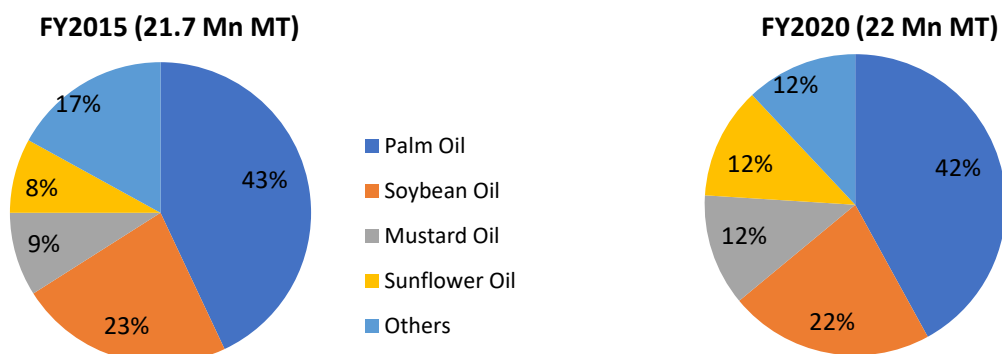 FY2015 (21.7 Mn MT)
17%
43%
8%
9%
23%
Palm Oil
Soybean Oil
Mustard Oil
Sunflower Oil
Others
FY2020 (22 Mn MT)
12%
42%
12%
12%
22%